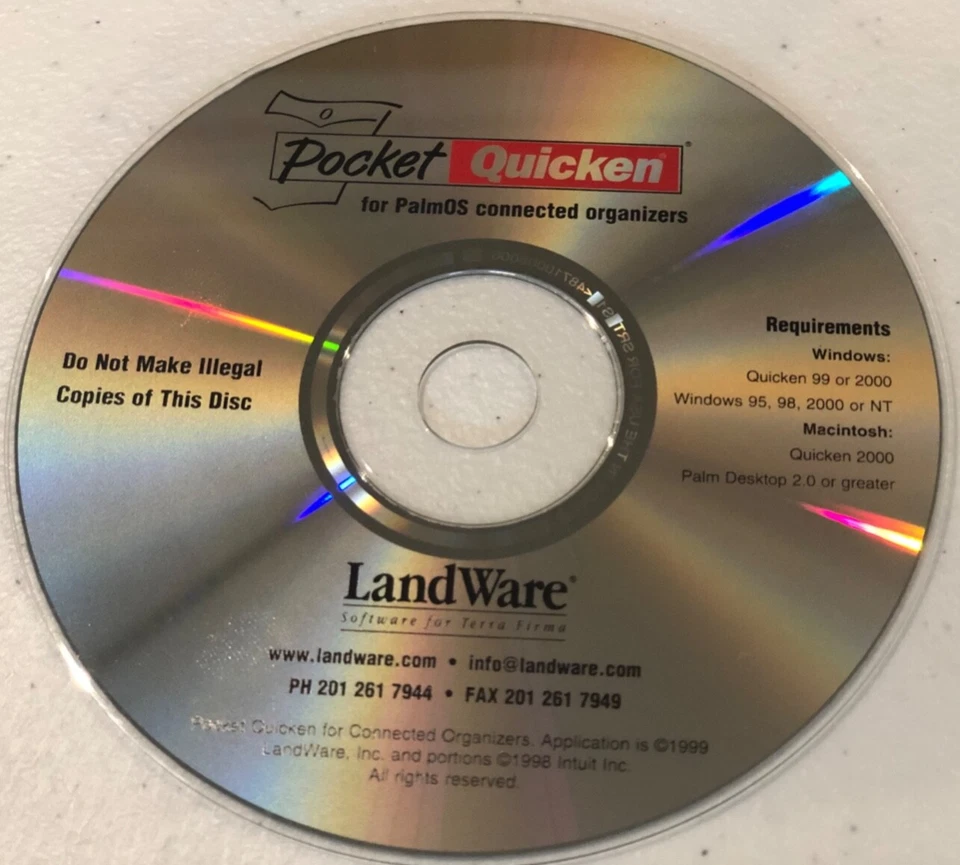 Pocket Quicken®
for PalmOS connected organizers
Do Not Make Illegal
Copies of This Disc
Requirements
Windows:
Quicken 99 or 2000
Windows 95, 98, 2000 or NT
Macintosh:
Quicken 2000
Palm Desktop 2.0 or greater
LandWare®
Software for Terra Firma
www.landware.com • info@landware.com
PH 201 261 7944 • FAX 201 261 7949
Pocket Quicken for Connected Organizers. Application is ©1999
LandWare, Inc. and portions ©1998 Intuit Inc.
All rights reserved.